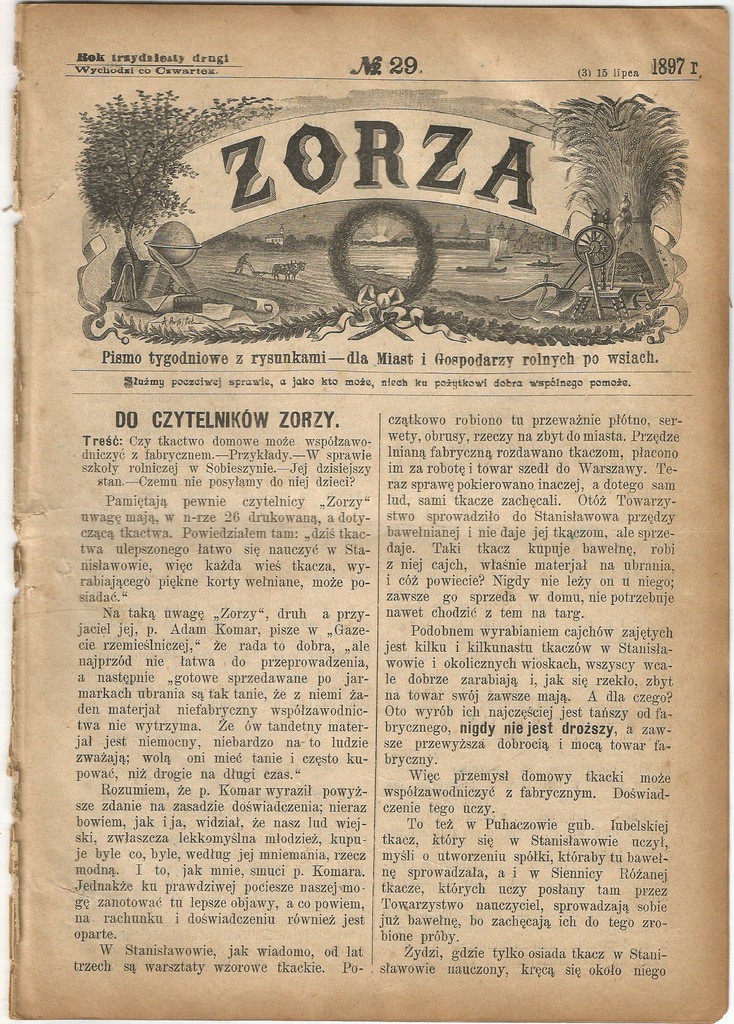 Rok trzydziesty drugi
Wychodzi co Czwartek.
№ 29.
(3) 15 lipca 1897 r.
ZORZA
Pismo tygodniowe z rysunkami—dla Miast i Gospodarzy rolnych po wsiach.
Służmy poczciwej sprawie, a jako kto może, niech ku pożytkowi dobra wspólnego pomoże.
DO CZYTELNIKÓW ZORZY.
Treść: Czy tkactwo domowe może współzawo-
dniczyć z fabrycznem.—Przykłady.—W sprawie
szkoły rolniczej w Sobieszynie.—Jej dzisiejszy
stan.—Czemu nie posyłamy do niej dzieci?
Pamiętają pewnie czytelnicy „Zorzy“
uwagę mają, w n-rze 26 drukowaną, a doty-
czącą tkactwa. Powiedziałem tam: „dziś tkac-
twa ulepszonego łatwo się nauczyć w Sta-
nisławowie, więc każda wieś tkacza, wy-
rabiającego piękne korty wełniane, może po-
siadać.“
Na taką uwagę „Zorzy“, druh a przy-
jaciel jej, p. Adam Komar, pisze w „Gaze-
cie rzemieślniczej,“ że rada to dobra, „ale
najprzód nie łatwa do przeprowadzenia,
a następnie „gotowe sprzedawane po jar-
markach ubrania są tak tanie, że z niemi ża-
den materjał niefabryczny współzawodnic-
twa nie wytrzyma. Że ów tandetny mater-
jał jest niemocny, niebardzo na to ludzie
zważają; wolą oni mieć tanie i często ku-
pować, niż drogie na długi czas.“
Rozumiem, że p. Komar wyraził powyż-
sze zdanie na zasadzie doświadczenia; nieraz
bowiem, jak i ja, widział, że nasz lud wiej-
ski, zwłaszcza lekkomyślna młodzież, kupu-
je byle co, byle, według jej mniemania, rzecz
modną. I to, jak mnie, smuci p. Komara.
Jednakże ku prawdziwej pociesze naszej mo-
gę zanotować tu lepsze objawy, a co powiem,
na rachunku i doświadczeniu również jest
oparte.
W Stanisławowie, jak wiadomo, od lat
trzech są warsztaty wzorowe tkackie. Po-
czątkowo robiono tu przeważnie płótno, ser-
wety, obrusy, rzeczy na zbyt do miasta. Przędze
lnianą fabryczną rozdawano tkaczom, płacono
im za robotę i towar szedł do Warszawy. Te-
raz sprawę pokierowano inaczej, a dotego sam
lud, sami tkacze zachęcali. Otóż Towarzy-
stwo sprowadziło do Stanisławowa przędzy
bawełnianej i nie daje jej tkączom, ale sprze-
daje. Taki tkacz kupuje bawełnę, robi
z niej cajch, właśnie materjał na ubrania,
i cóż powiecie? Nigdy nie leży on u niego;
zawsze go sprzeda w domu, nie potrzebuje
nawet chodzić z tem na targ.
Podobnem wyrabianiem cajchów zajętych
jest kilku i kilkunastu tkaczów w Stanisła-
wowie i okolicznych wioskach, wszyscy wca-
le dobrze zarabiają i, jak się rzekło, zbyt
na towar swój zawsze mają. A dla czego?
Oto wyrób ich najczęściej jest tańszy od fa-
brycznego, nigdy nie jest droższy, a zaw-
sze przewyższa dobrocią i mocą towar fa-
bryczny.
Więc przemysł domowy tkacki może
współzawodniczyć z fabrycznym. Doświad-
czenie tego uczy.
To też w Puhaczowie gub. lubelskiej
tkacz, który się w Stanisławowie uczył,
myśli o utworzeniu spółki, któraby tu baweł-
nę sprowadzała, a i w Siennicy Różanej
tkacze, których uczy posłany tam przez
Towarzystwo nauczyciel, sprowadzają sobie
już bawełnę, bo zachęcają ich do tego zro-
bione próby.
Żydzi, gdzie tylko osiada tkacz w Stani-
sławowie nauczony, kręcą się około niego